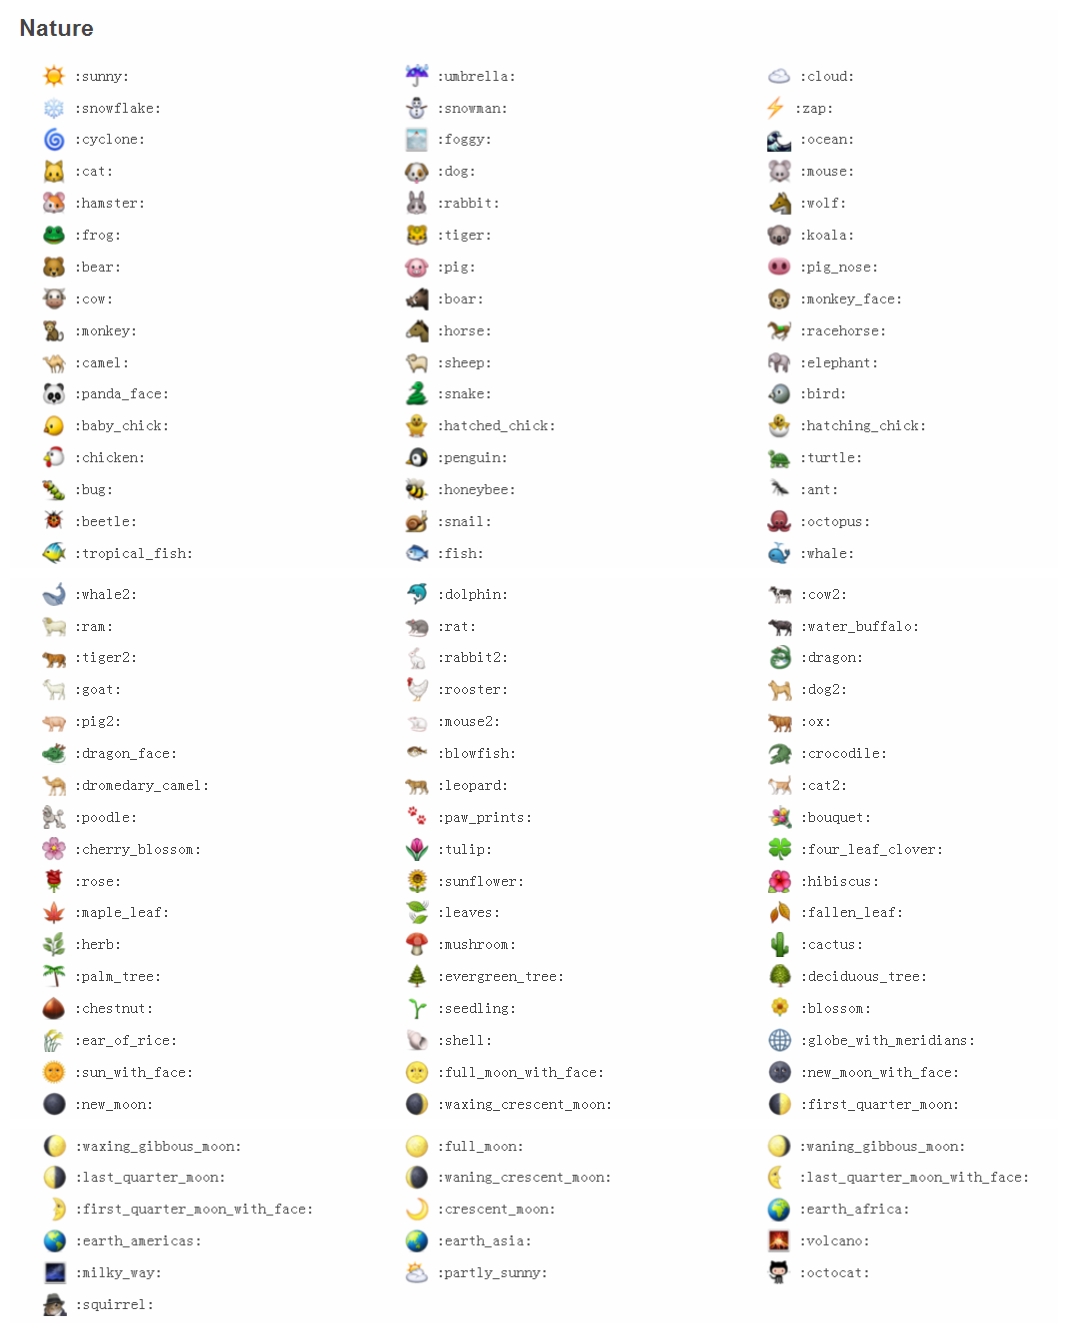 Nature
:sunny: :umbrella: :cloud:
:snowflake: :snowman: :zap:
:cyclone: :foggy: :ocean:
:cat: :dog: :mouse:
:hamster: :rabbit: :wolf:
:frog: :tiger: :koala:
:bear: :pig: :pig_nose:
:cow: :boar: :monkey_face:
:monkey: :horse: :racehorse:
:camel: :sheep: :elephant:
:panda_face: :snake: :bird:
:baby_chick: :hatched_chick: :hatching_chick:
:chicken: :penguin: :turtle:
:bug: :honeybee: :ant:
:beetle: :snail: :octopus:
:tropical_fish: :fish: :whale:
:whale2: :dolphin: :cow2:
:ram: :rat: :water_buffalo:
:tiger2: :rabbit2: :dragon:
:goat: :rooster: :dog2:
:pig2: :mouse2: :ox:
:dragon_face: :blowfish: :crocodile:
:dromedary_camel: :leopard: :cat2:
:poodle: :paw_prints: :bouquet:
:cherry_blossom: :tulip: :four_leaf_clover:
:rose: :sunflower: :hibiscus:
:maple_leaf: :leaves: :fallen_leaf:
:herb: :mushroom: :cactus:
:palm_tree: :evergreen_tree: :deciduous_tree:
:chestnut: :seedling: :blossom:
:ear_of_rice: :shell: :globe_with_meridians:
:sun_with_face: :full_moon_with_face: :new_moon_with_face:
:new_moon: :waxing_crescent_moon: :first_quarter_moon:
:waxing_gibbous_moon: :full_moon: :waning_gibbous_moon:
:last_quarter_moon: :waning_crescent_moon: :last_quarter_moon_with_face:
:first_quarter_moon_with_face: :crescent_moon: :earth_africa:
:earth_americas: :earth_asia: :volcano:
:milky_way: :partly_sunny: :octocat:
:squirrel: